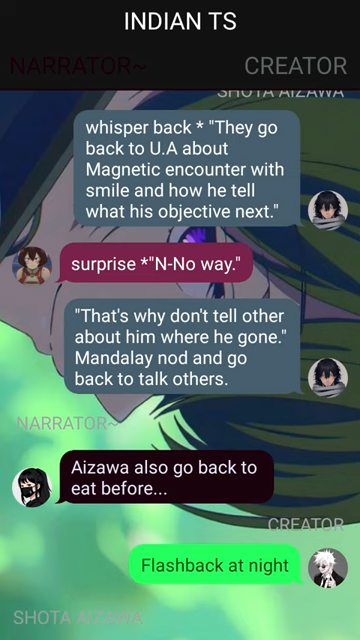 INDIAN TS
NARRATOR~
CREATOR
SHOTA AIZAWA
whisper back * "They go
back to U.A about
Magnetic encounter with
smile and how he tell
what his objective next."
surprise *"N-No way."
"That's why don't tell other
about him where he gone."
Mandalay nod and go
back to talk others.
NARRATOR~
Aizawa also go back to
eat before...
CREATOR
Flashback at night
SHOTA AIZAWA